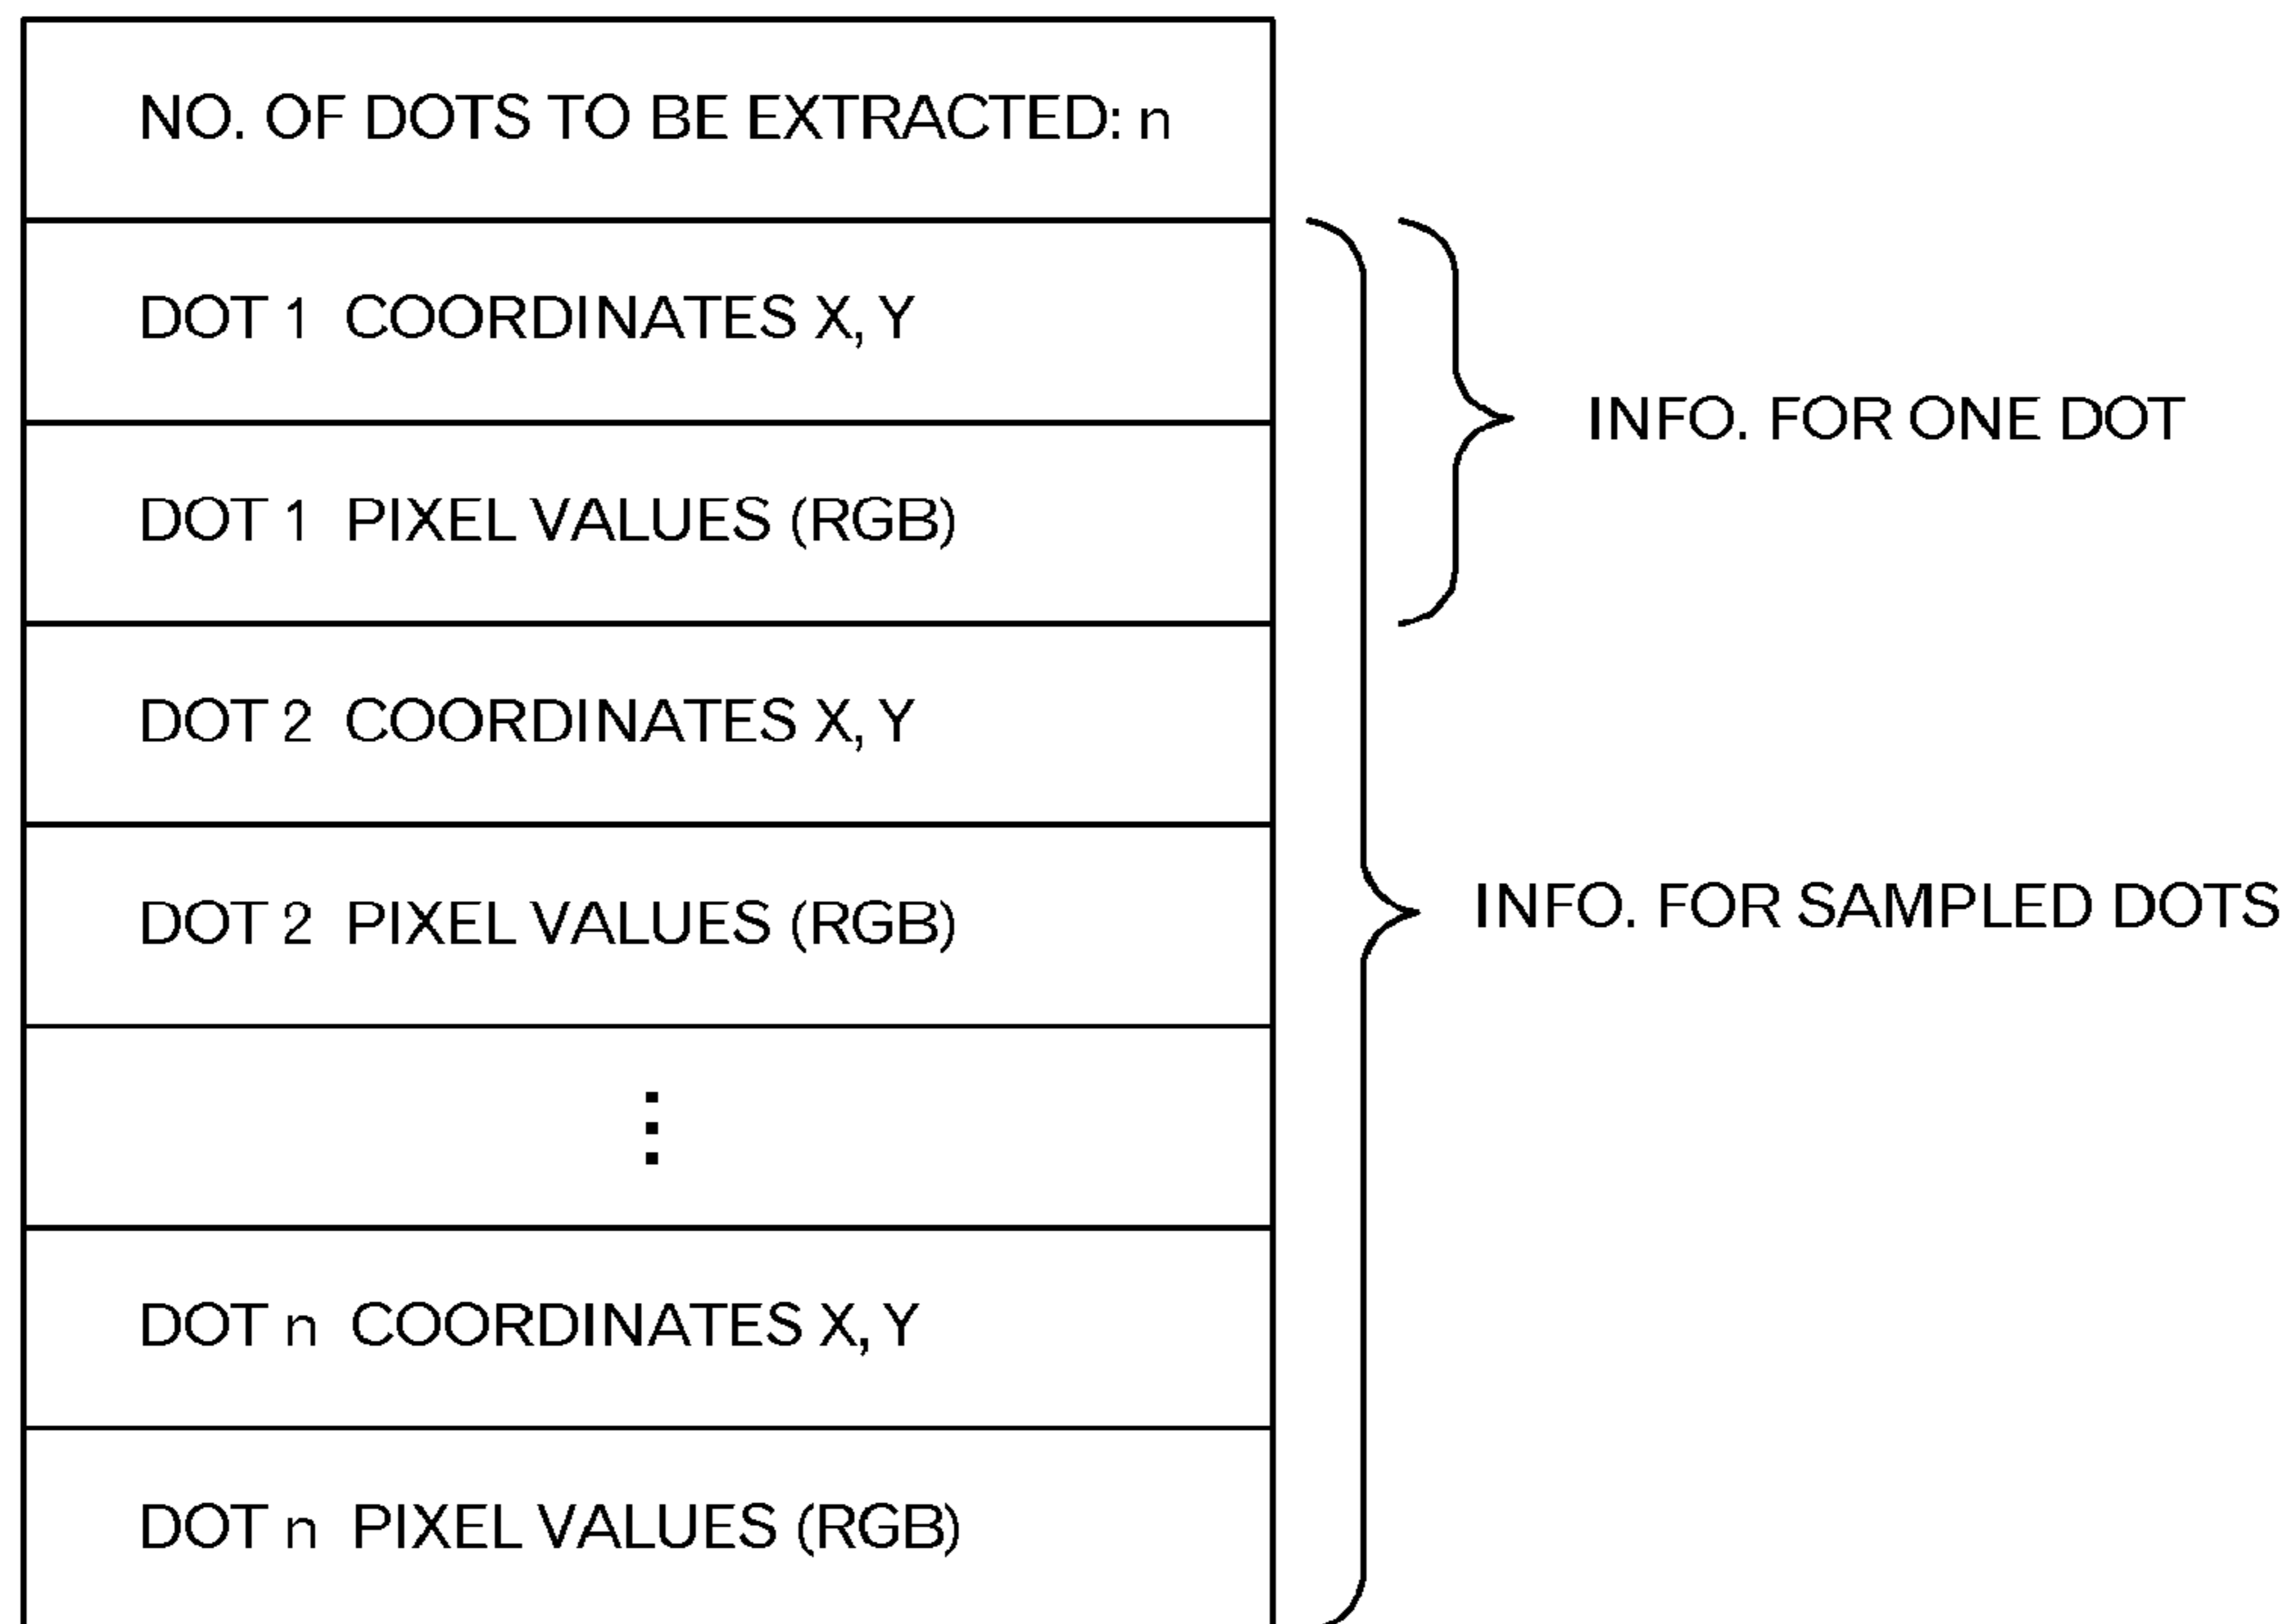 NO. OF DOTS TO BE EXTRACTED: n
DOT 1 COORDINATES X, Y
DOT 1 PIXEL VALUES (RGB)
INFO. FOR ONE DOT
DOT 2 COORDINATES X, Y
DOT 2 PIXEL VALUES (RGB)
INFO. FOR SAMPLED DOTS
DOT n COORDINATES X, Y
DOT n PIXEL VALUES (RGB)